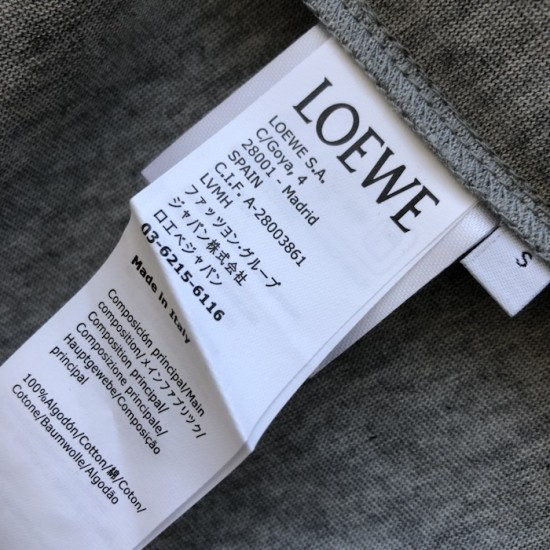 LOEWE
LOEWE S.A.
C/Goya, 4
28001 - Madrid
SPAIN
C.I.F. A-28003861
LVMH
ファッツヨン・グループ
ジャパン株式会社
ロエベジャパン
03-6215-6116
Made in Italy
Composición principal/Main
composition/メインファブリック/
Composition principal/
Composizione principale/
Hauptgewebe/Composição
principal
100%Algodón/Cotton/綿/Coton/
Cotone/Baumwolle/Algodão
S